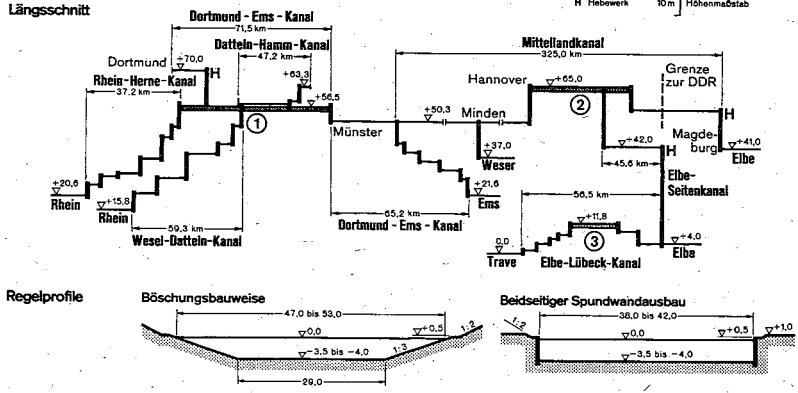 H Hebewerk 10m Höhenmaßstab
Längsschnitt
Dortmund - Ems - Kanal
71,5 km
Datteln-Hamm-Kanal
47,2 km
Mittellandkanal
325,0 km
Dortmund
+70,0
H
+63,3
+56,5
Rhein-Herne-Kanal
37,2 km
1
Münster
+50,3
Minden
+37,0
Weser
Hannover
+65,0
2
Grenze
zur DDR
H
Magde-
burg
+41,0
Elbe
+42,0
H
45,6 km
Elbe-
Seitenkanal
+20,6
Rhein
+15,8
Rhein
59,3 km
Wesel-Datteln-Kanal
+21,6
Ems
65,2 km
Dortmund - Ems - Kanal
56,5 km
+11,8
3
0,0
Trave
Elbe-Lübeck-Kanal
+4,0
Elbe
Regelprofile
Böschungsbauweise
47,0 bis 53,0
0,0
+0,5
1:2
-3,5 bis -4,0
1:3
29,0
Beidseitiger Spundwandausbau
1:2
38,0 bis 42,0
0,0
+0,5
+1,0
-3,5 bis -4,0